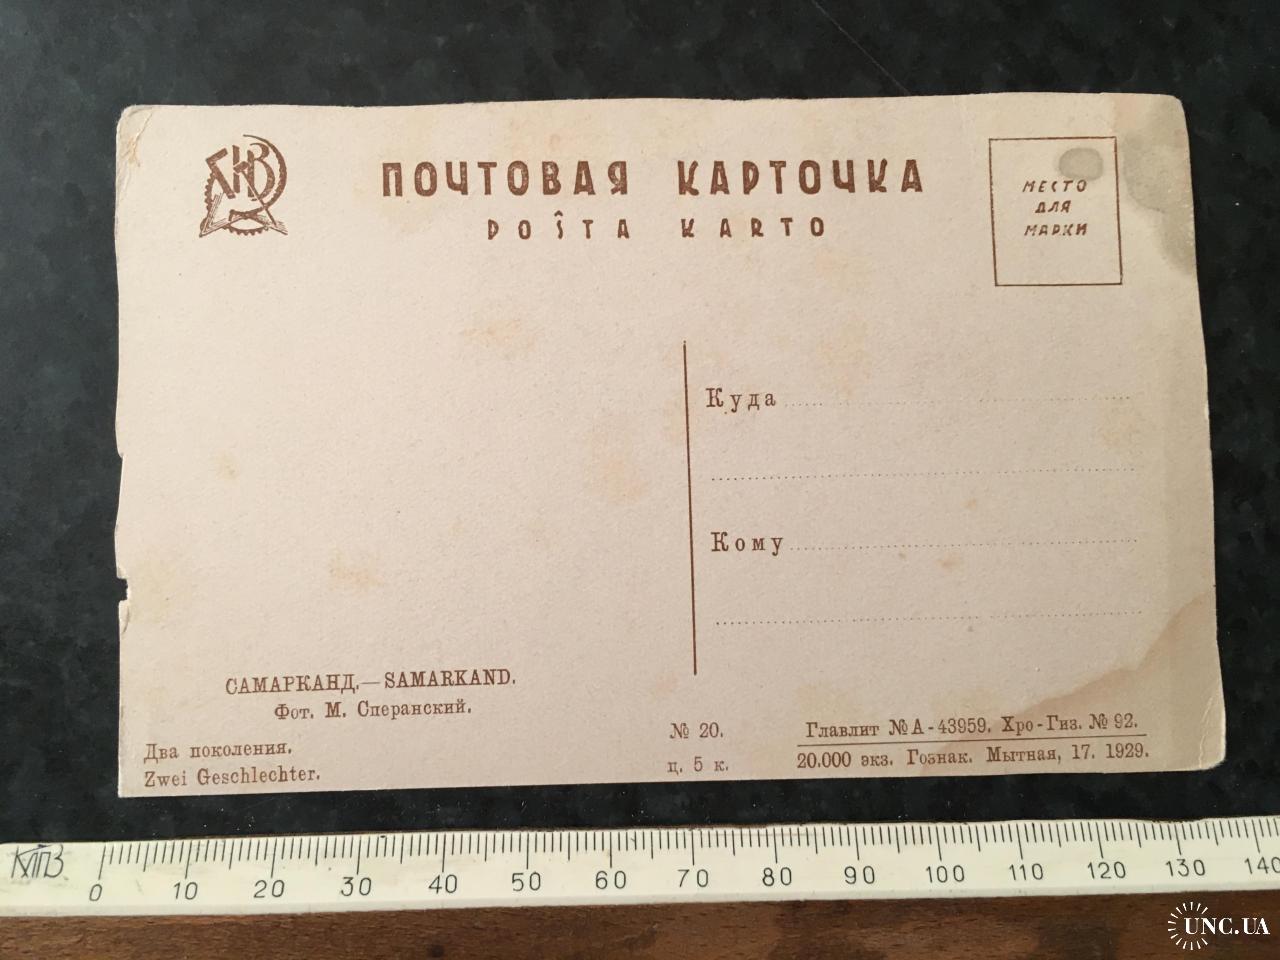 ПОЧТОВАЯ КАРТОЧКА
POŜTA KARTO
МЕСТО
ДЛЯ
МАРКИ
Куда
Кому
САМАРКАНД.—SAMARKAND.
Фот. М. Сперанский.
Два поколения.
Zwei Geschlechter.
№ 20.
ц. 5 к.
Главлит № А-43959. Хро-Гиз. № 92.
20.000 экз. Гознак. Мытная, 17. 1929.
0 10 20 30 40 50 60 70 80 90 100 110 120 130 140
UNC.UA